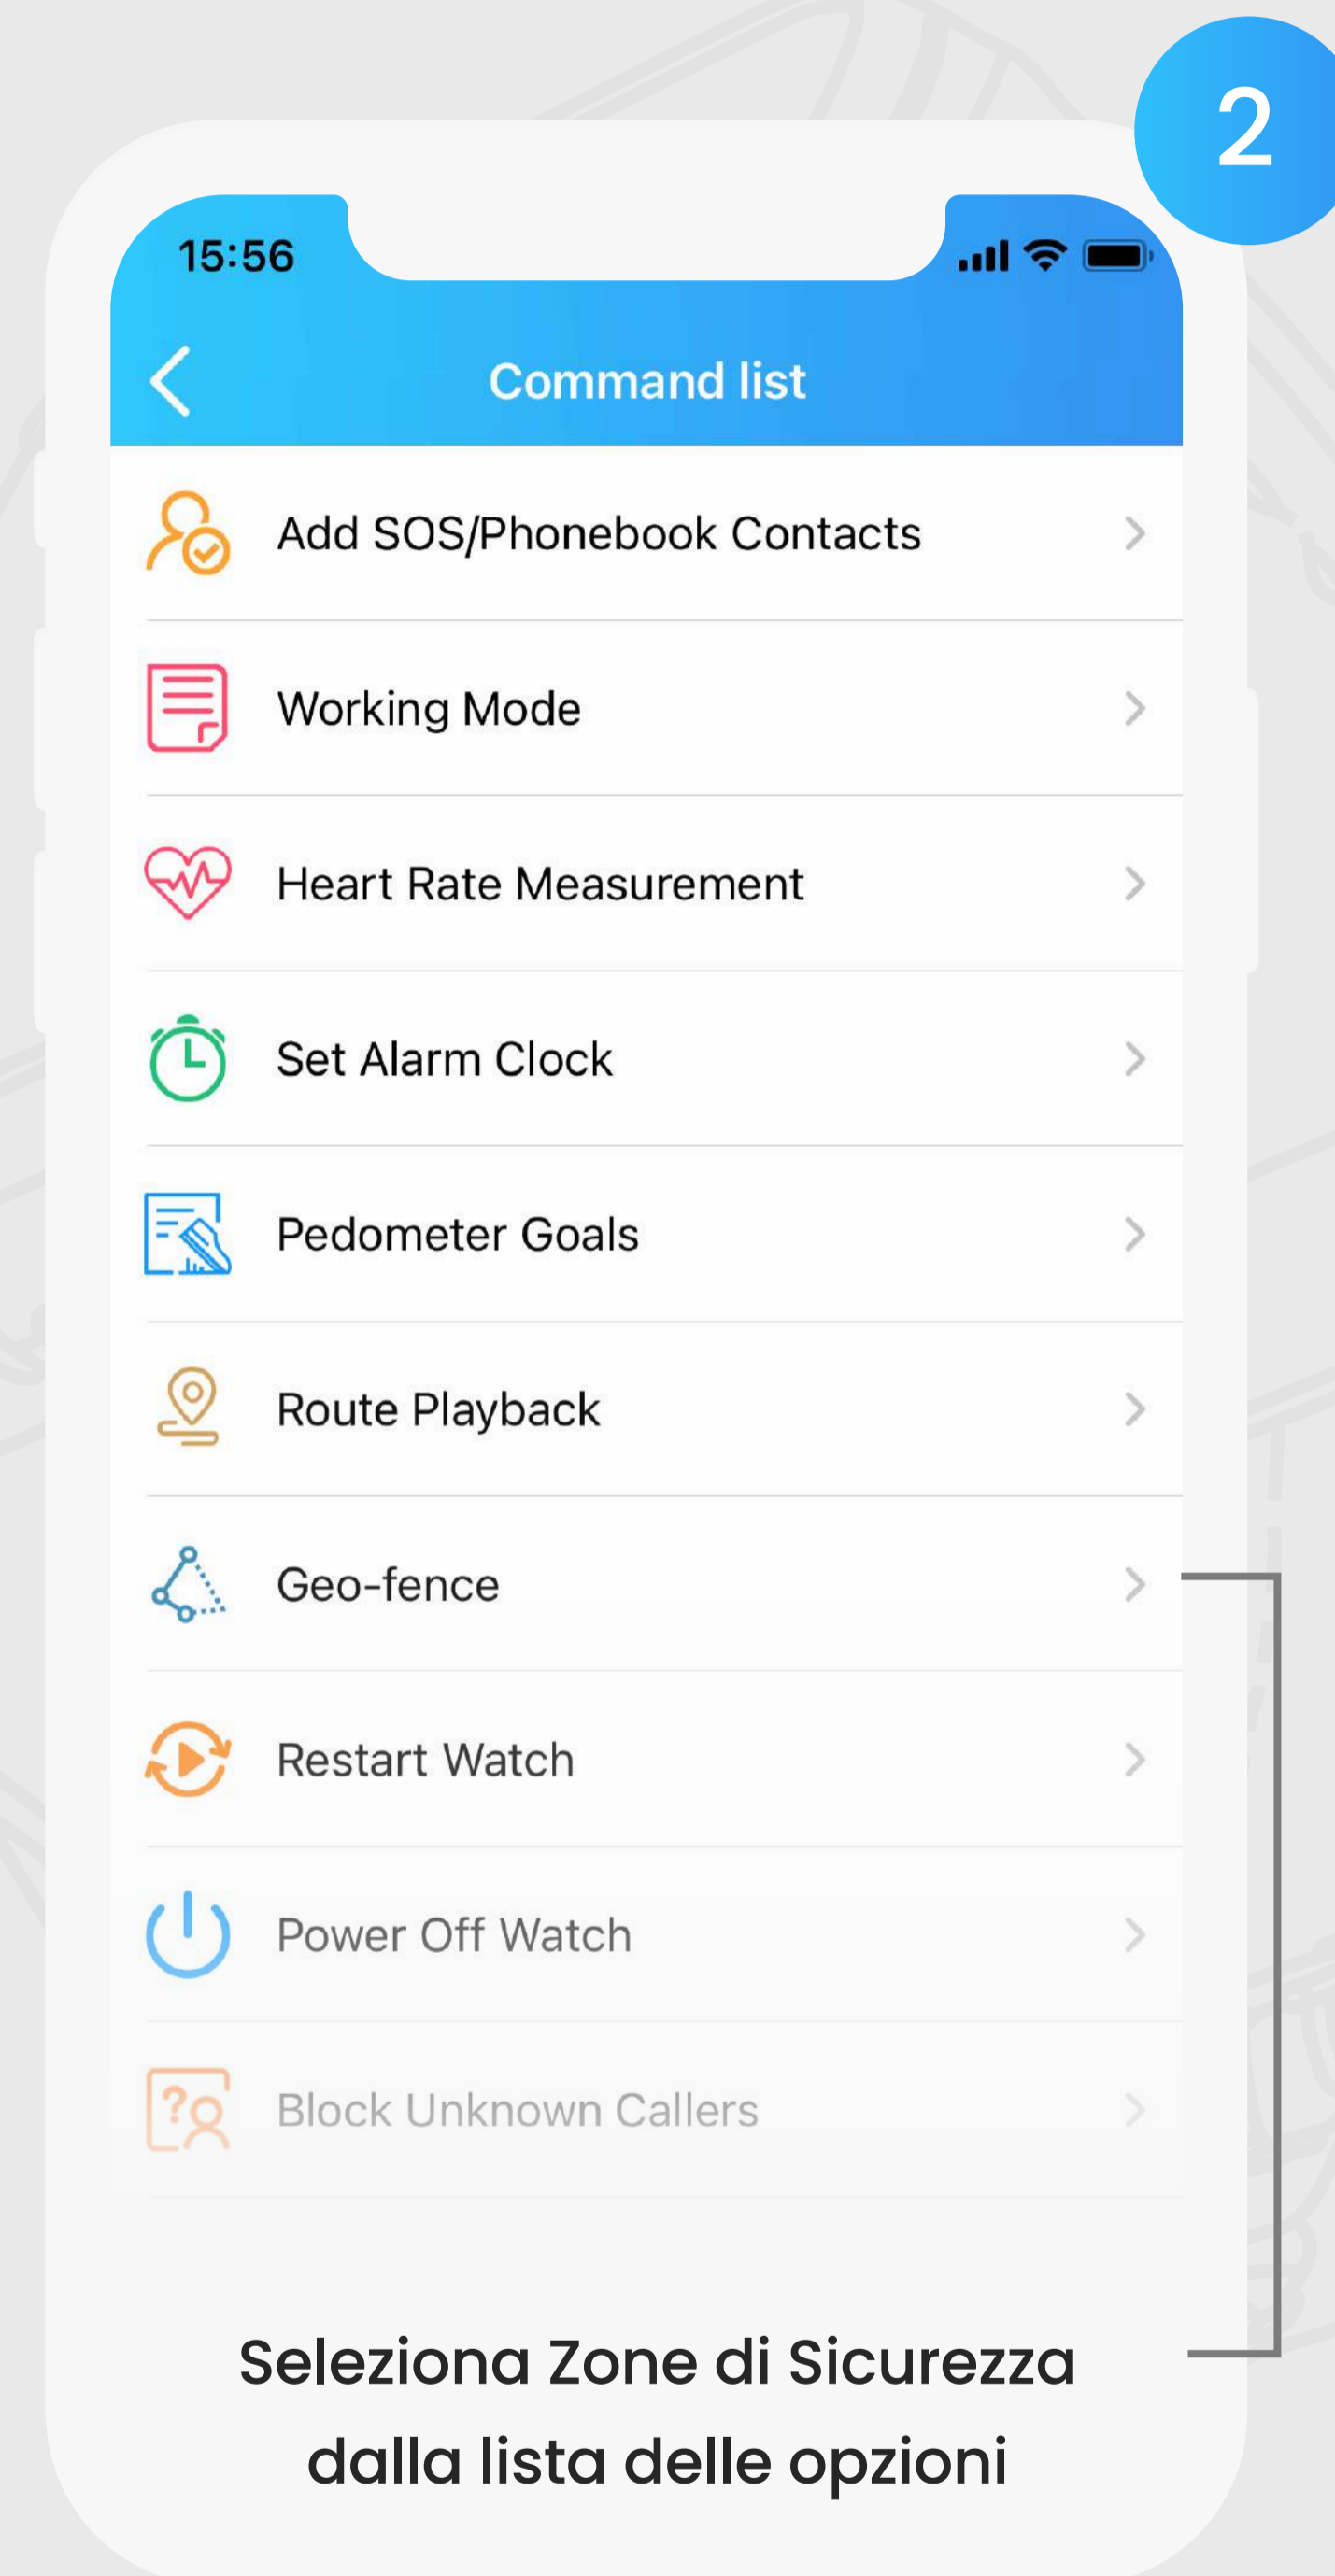 2
15:56
Command list
Add SOS/Phonebook Contacts
Working Mode
Heart Rate Measurement
Set Alarm Clock
Pedometer Goals
Route Playback
Geo-fence
Restart Watch
Power Off Watch
Block Unknown Callers
Seleziona Zone di Sicurezza
dalla lista delle opzioni